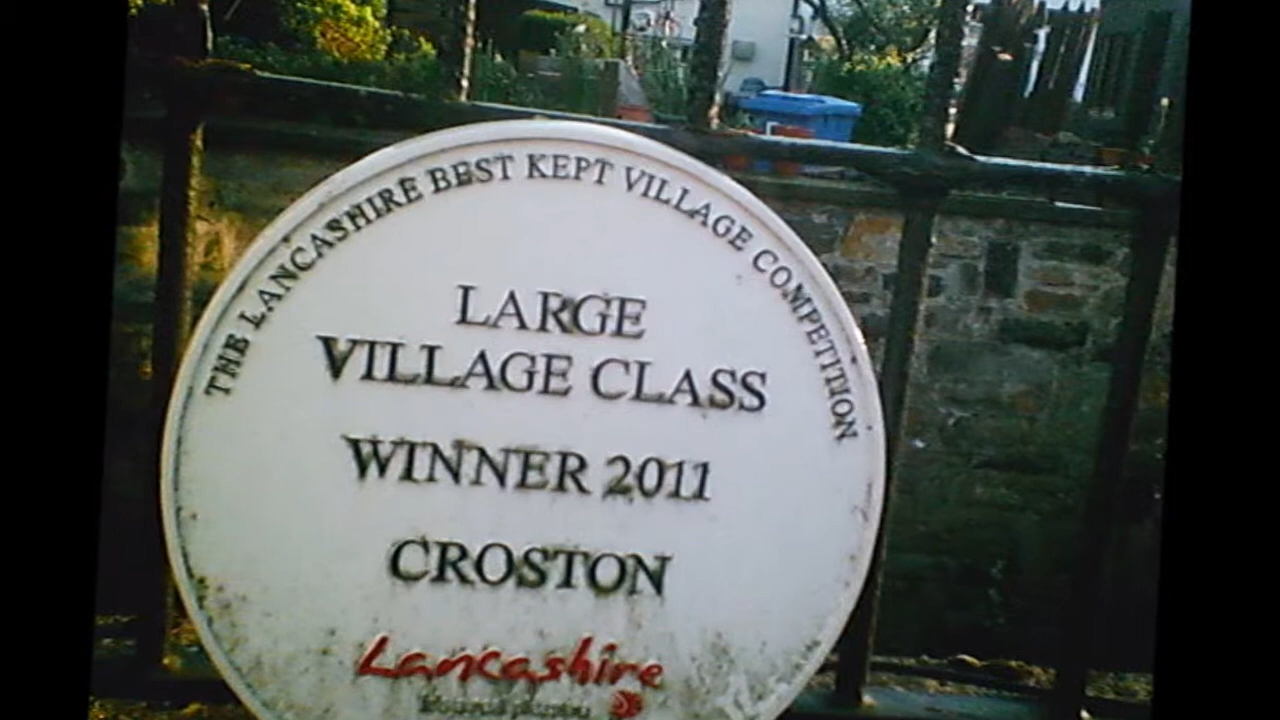 THE LANCASHIRE BEST KEPT VILLAGE COMPETITION
LARGE
VILLAGE CLASS
WINNER 2011
CROSTON
Lancashire